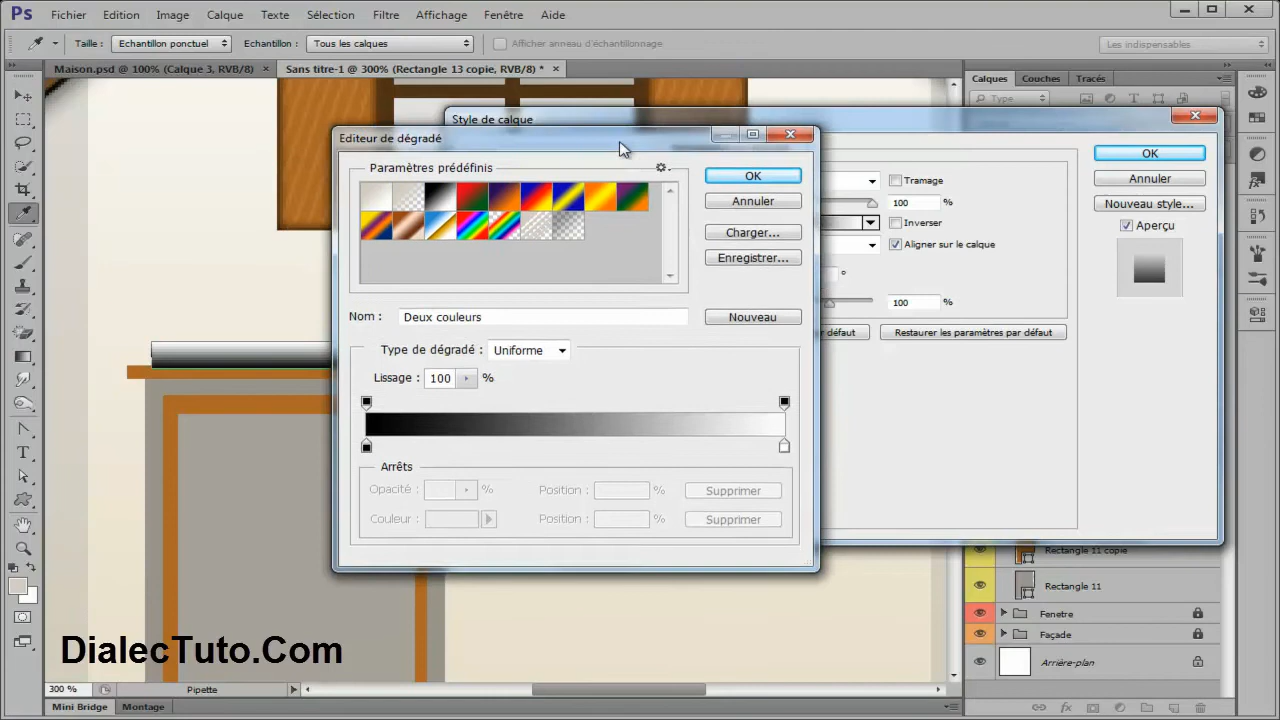 Ps Fichier Edition Image Calque Texte Sélection Filtre Affichage Fenêtre Aide
Taille : Echantillon ponctuel Echantillon : Tous les calques Afficher anneau d'échantillonnage Les indispensables
Maison.psd @ 100% (Calque 3, RVB/8) × Sans titre-1 @ 300% (Rectangle 13 copie, RVB/8) * × Calques Couches Tracés
Type
Style de calque
Editeur de dégradé
Paramètres prédéfinis
OK
Annuler
Charger...
Enregistrer...
Nom : Deux couleurs Nouveau
Type de dégradé : Uniforme
Lissage : 100 %
Arrêts
Opacité : % Position : % Supprimer
Couleur : Position : % Supprimer
Tramage
100 %
Inverser
Aligner sur le calque
°
100 %
défaut Restaurer les paramètres par défaut
OK
Annuler
Nouveau style...
Aperçu
Rectangle 11 copie
Rectangle 11
Fenetre
Façade
Arrière-plan
DialecTuto.Com
300 % Pipette
Mini Bridge Montage